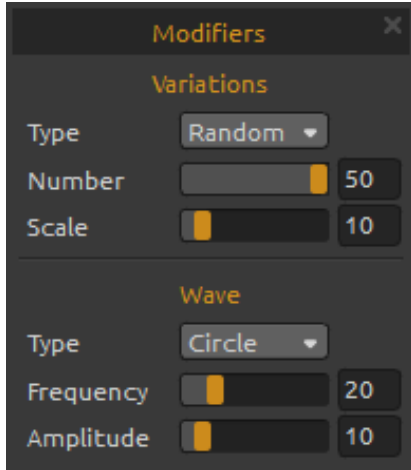 Modifiers
Variations
Type Random
Number 50
Scale 10
Wave
Type Circle
Frequency 20
Amplitude 10